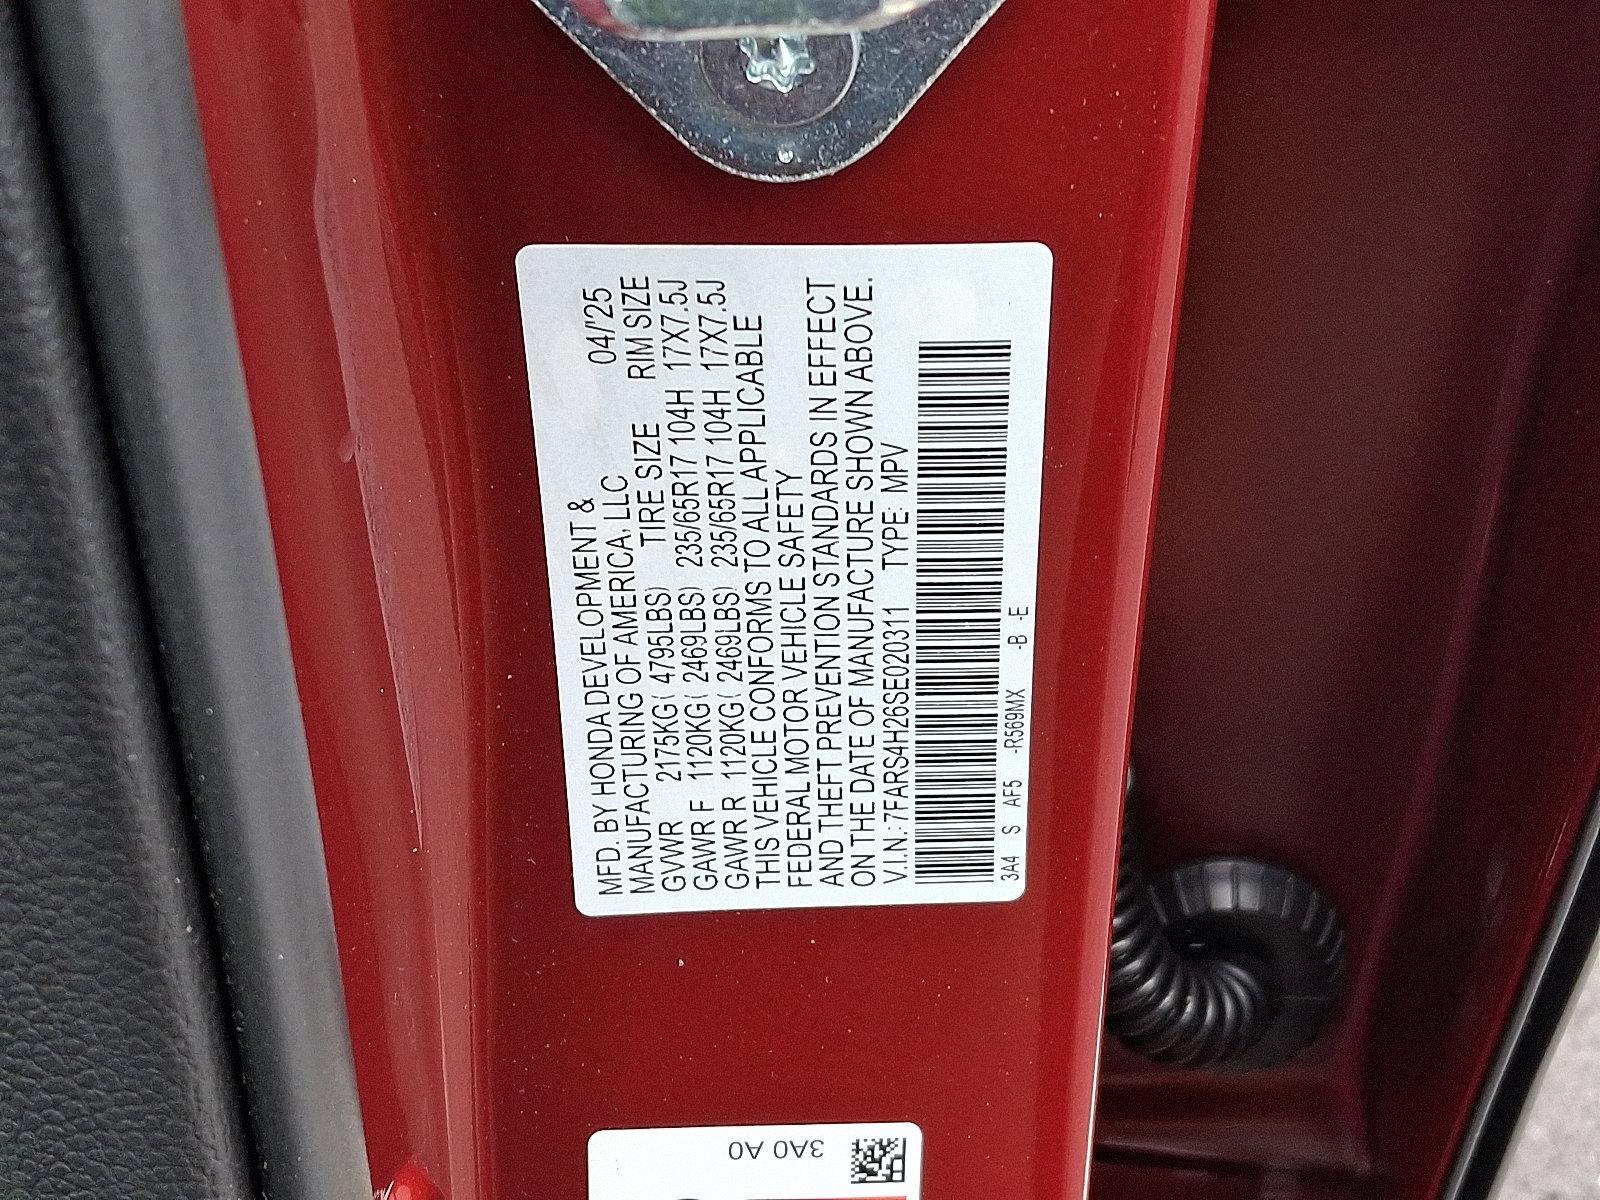 MFD. BY HONDA DEVELOPMENT &
MANUFACTURING OF AMERICA, LLC 04/'25
GVWR 2175KG( 4795LBS) TIRE SIZE RIM SIZE
GAWR F 1120KG( 2469LBS) 235/65R17 104H 17X7.5J
GAWR R 1120KG( 2469LBS) 235/65R17 104H 17X7.5J
THIS VEHICLE CONFORMS TO ALL APPLICABLE
FEDERAL MOTOR VEHICLE SAFETY
AND THEFT PREVENTION STANDARDS IN EFFECT
ON THE DATE OF MANUFACTURE SHOWN ABOVE.
V.I.N.:7FARS4H26SE020311 TYPE: MPV
3A4 S AF5 -R569MX -B -E
3A0 A0